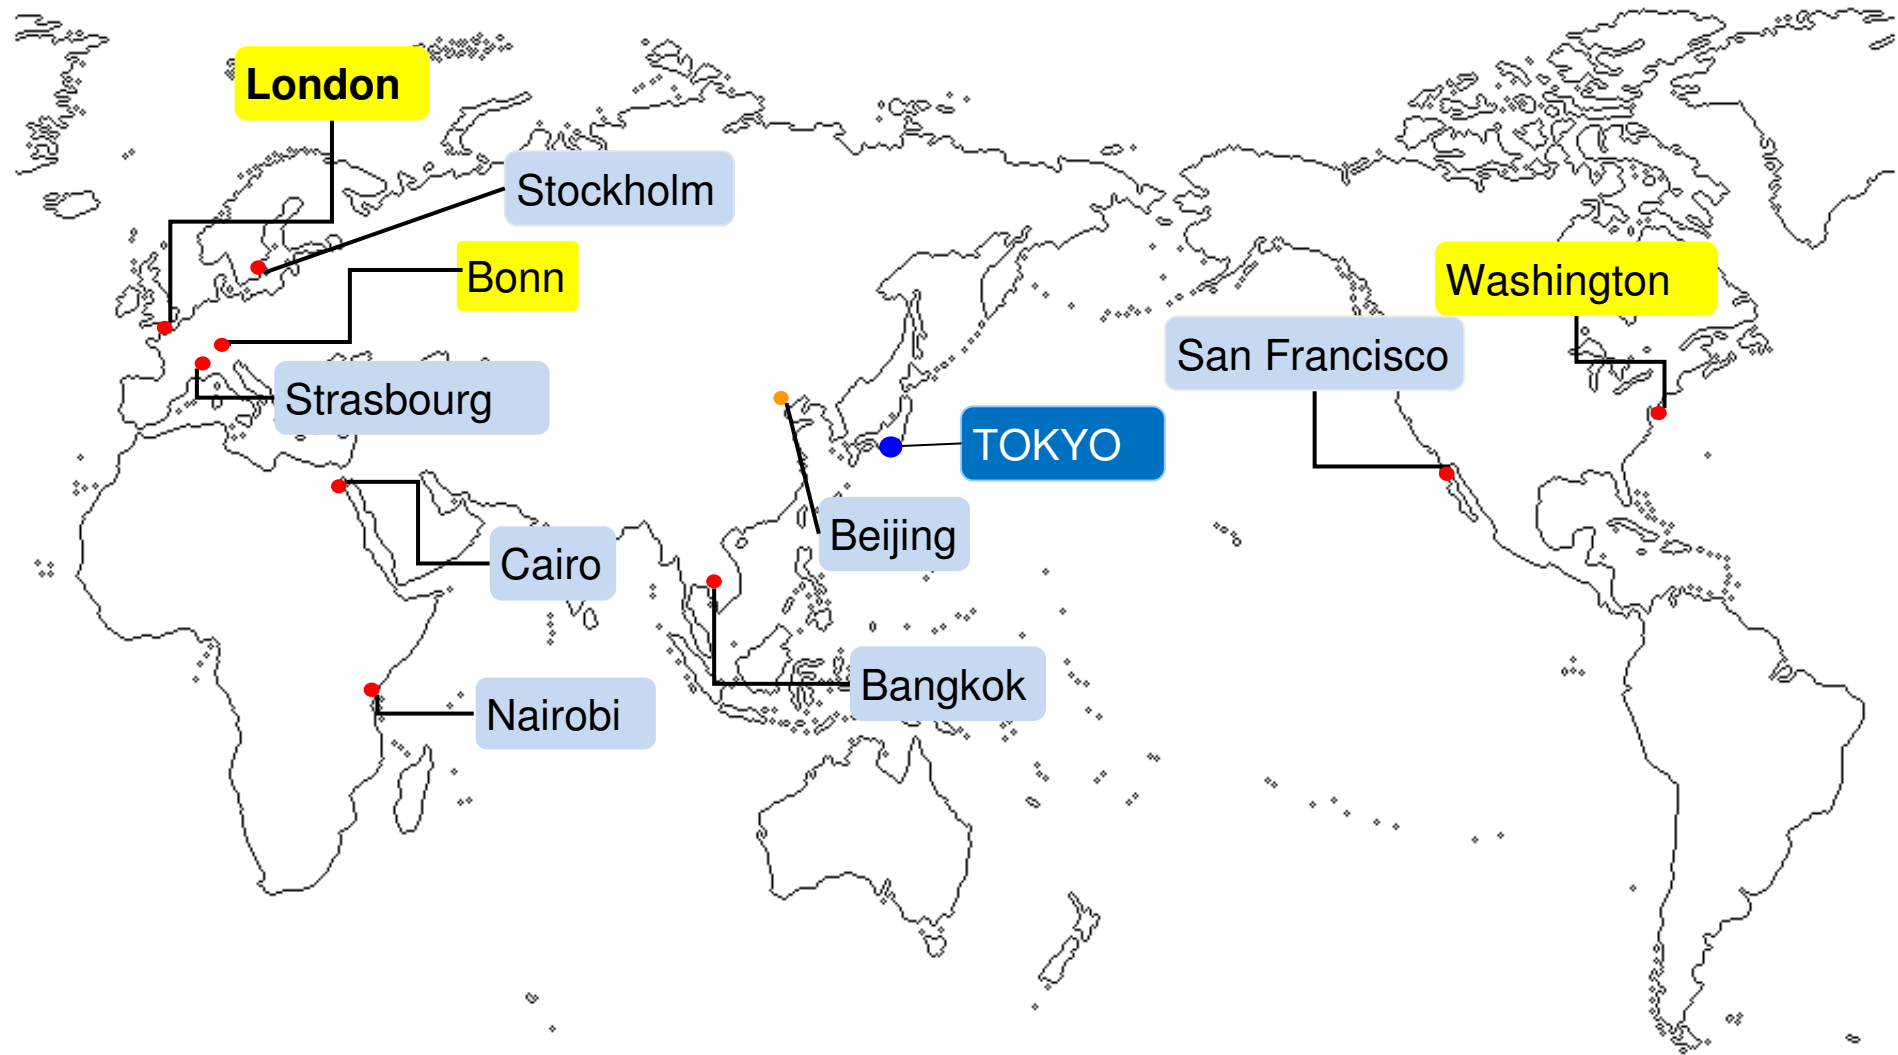 London
Stockholm
Bonn
Washington
San Francisco
Strasbourg
TOKYO
Beijing
Cairo
Bangkok
Nairobi